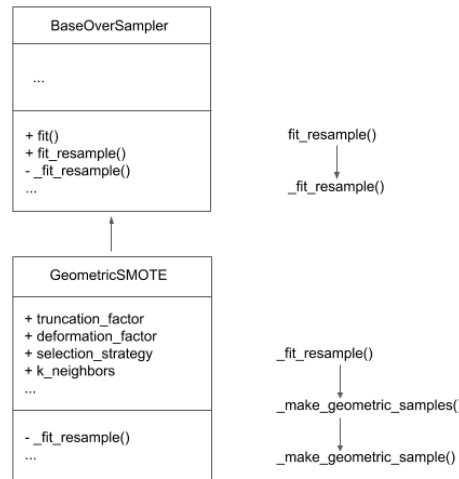 BaseOverSampler
...
+ fit()
+ fit_resample()
- _fit_resample()
...
fit_resample()
_fit_resample()
GeometricSMOTE
+ truncation_factor
+ deformation_factor
+ selection_strategy
+ k_neighbors
...
- _fit_resample()
...
_fit_resample()
_make_geometric_samples()
_make_geometric_sample()